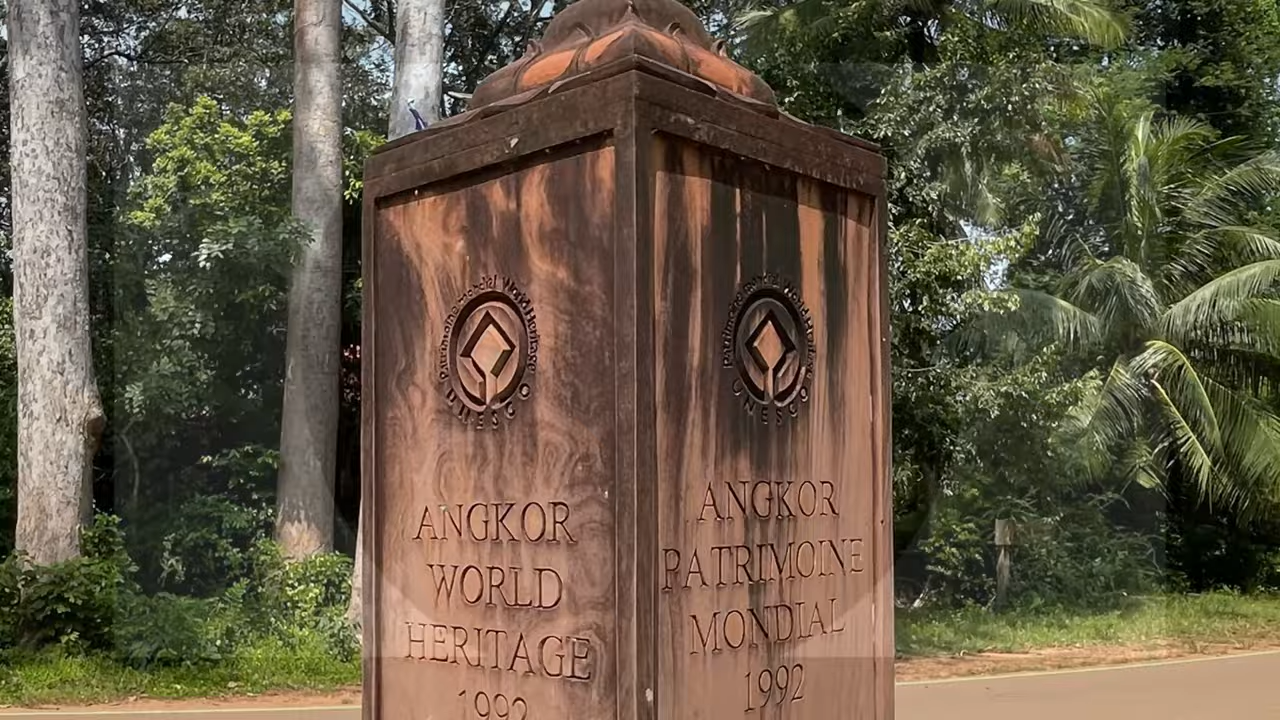 Patrimoine mondial World Heritage
UNESCO
ANGKOR
WORLD
HERITAGE
1992
Patrimoine mondial World Heritage
UNESCO
ANGKOR
PATRIMOINE
MONDIAL
1992